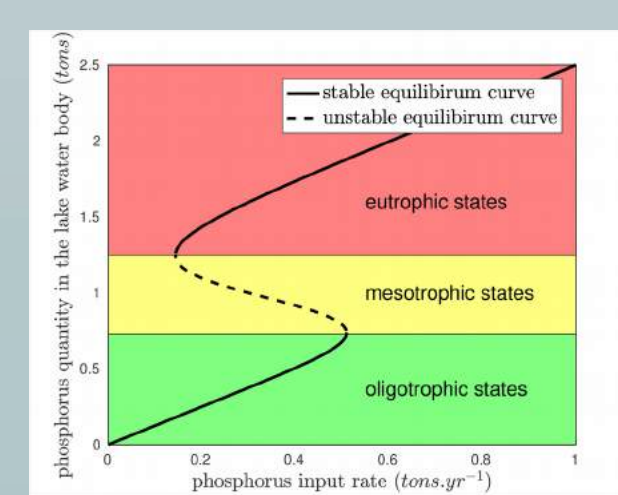 phosphorus quantity in the lake water body (tons)
2.5
2
1.5
1
0.5
0
stable equilibirum curve
unstable equilibirum curve
eutrophic states
mesotrophic states
oligotrophic states
0 0.2 0.4 0.6 0.8 1
phosphorus input rate (tons.yr⁻¹)